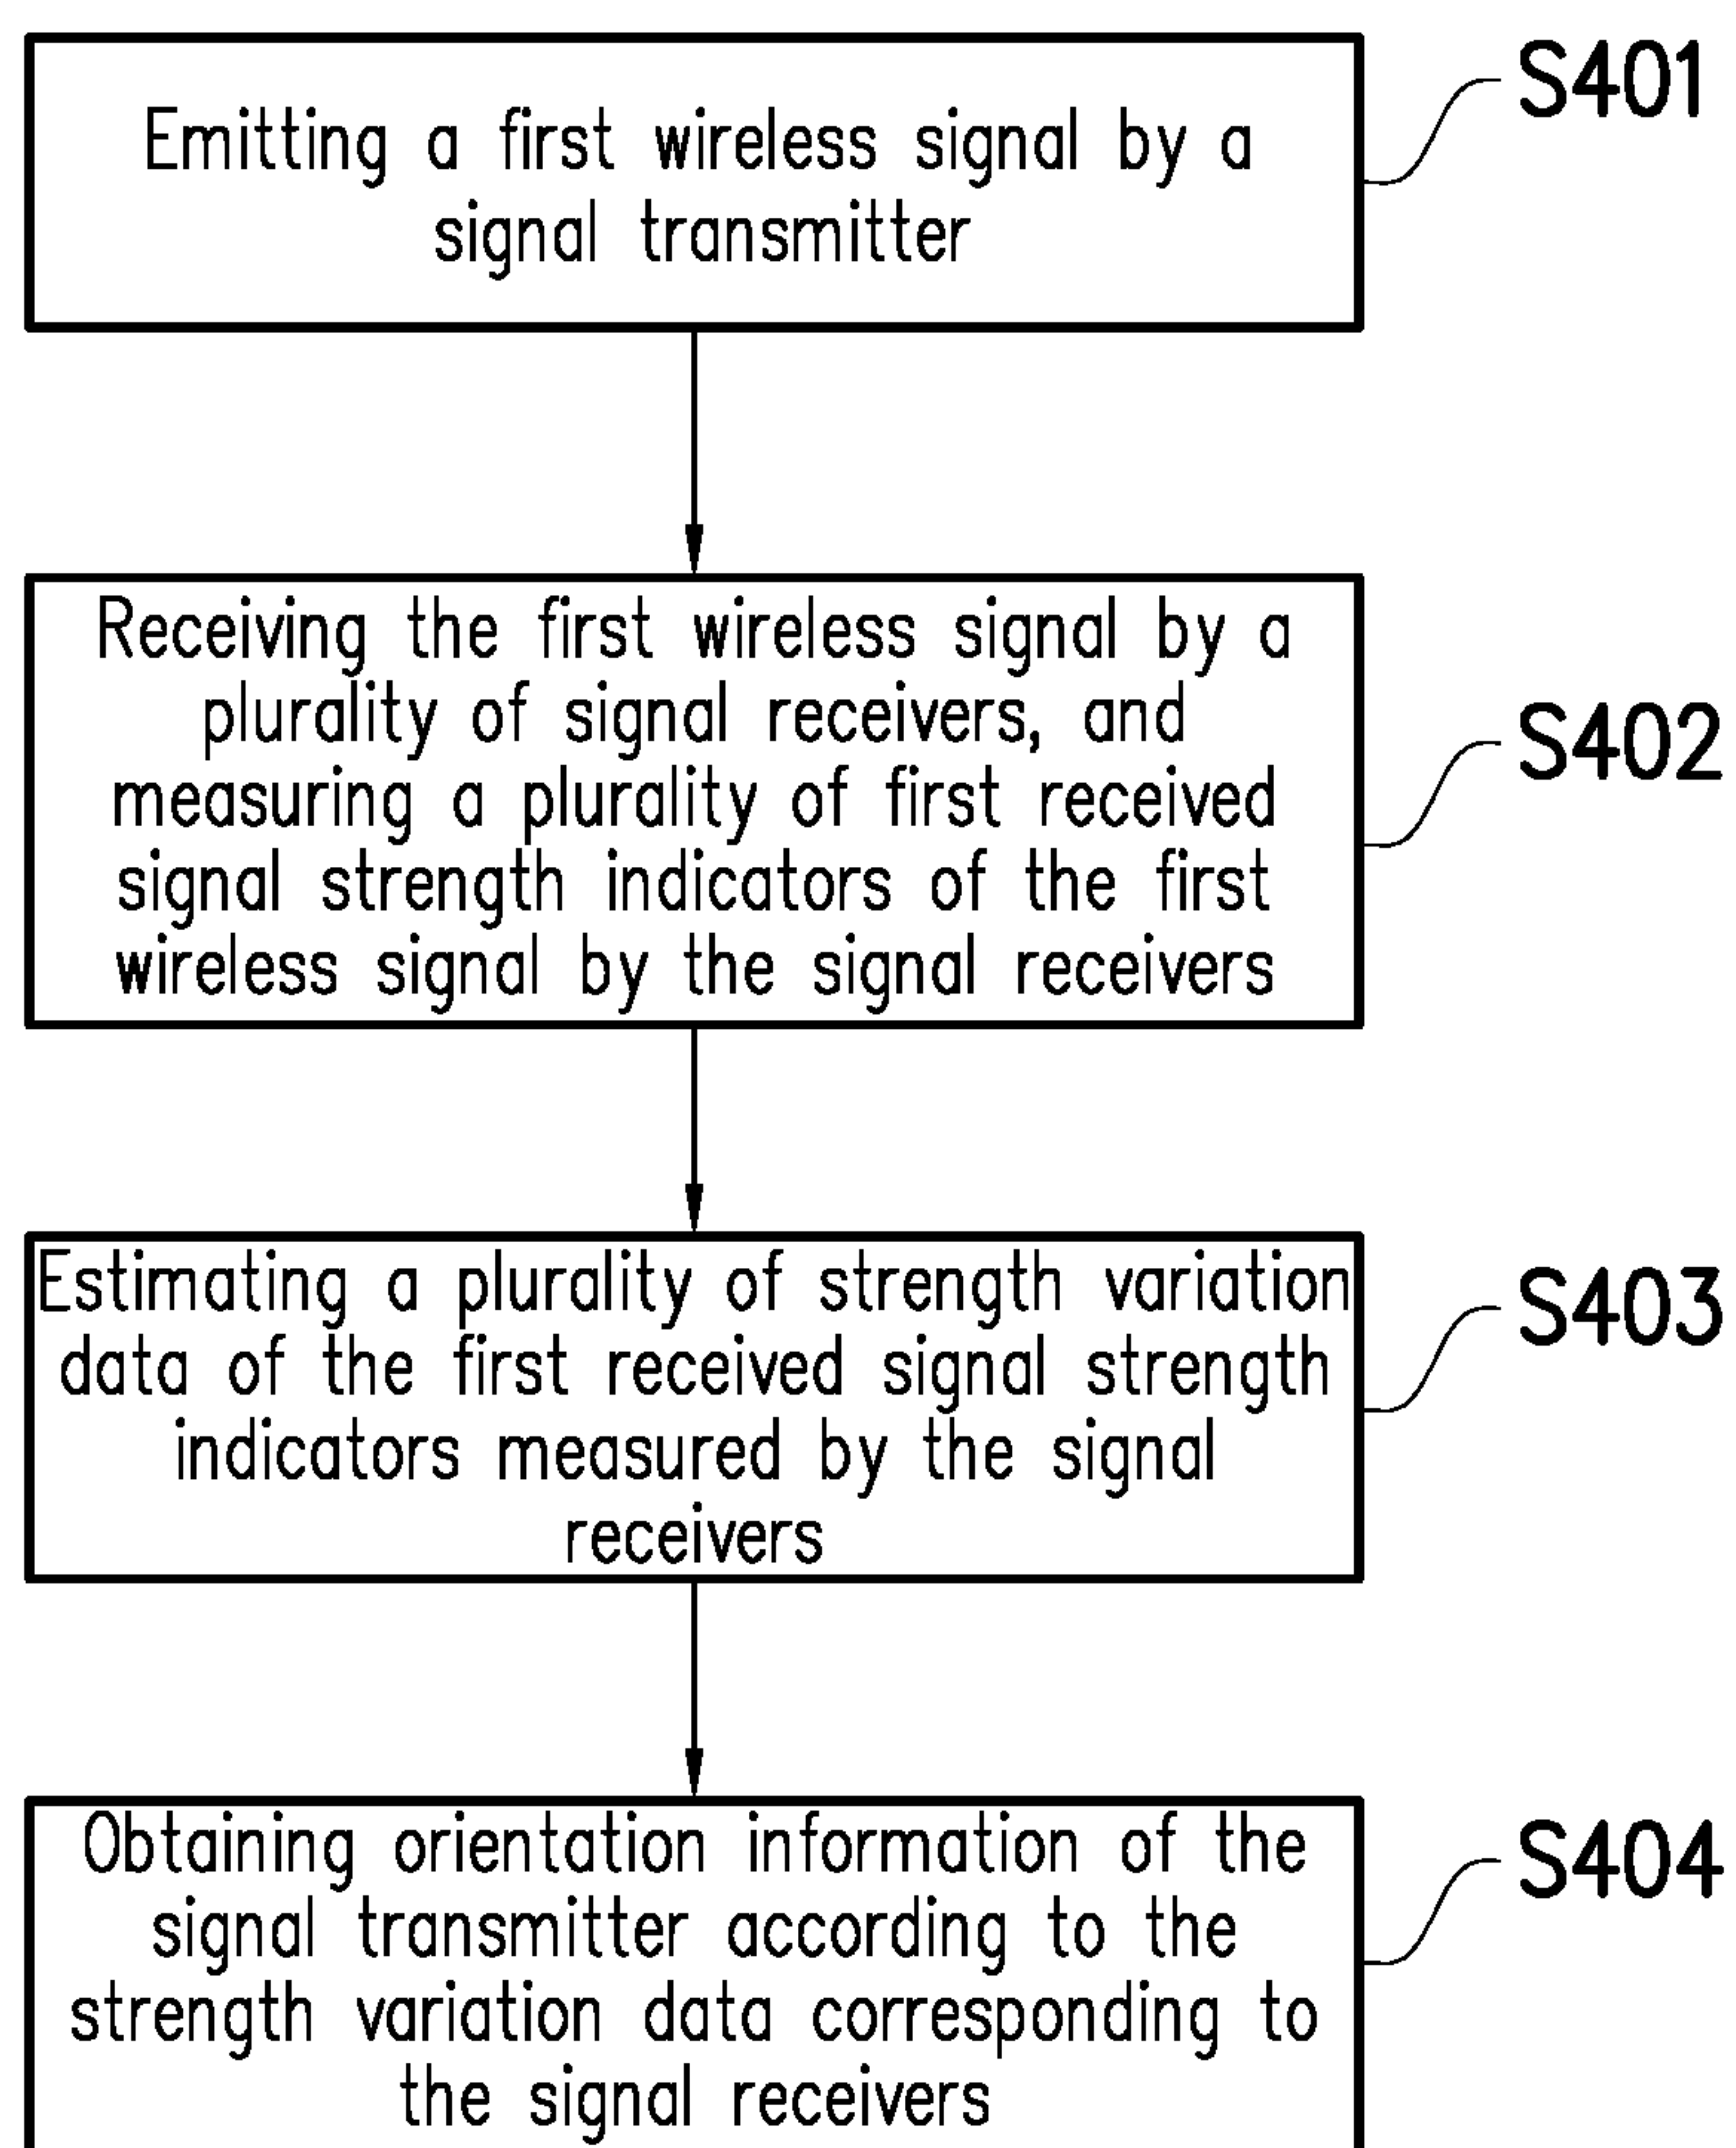 Emitting a first wireless signal by a
signal transmitter
S401
Receiving the first wireless signal by a
plurality of signal receivers, and
measuring a plurality of first received
signal strength indicators of the first
wireless signal by the signal receivers
S402
Estimating a plurality of strength variation
data of the first received signal strength
indicators measured by the signal
receivers
S403
Obtaining orientation information of the
signal transmitter according to the
strength variation data corresponding to
the signal receivers
S404